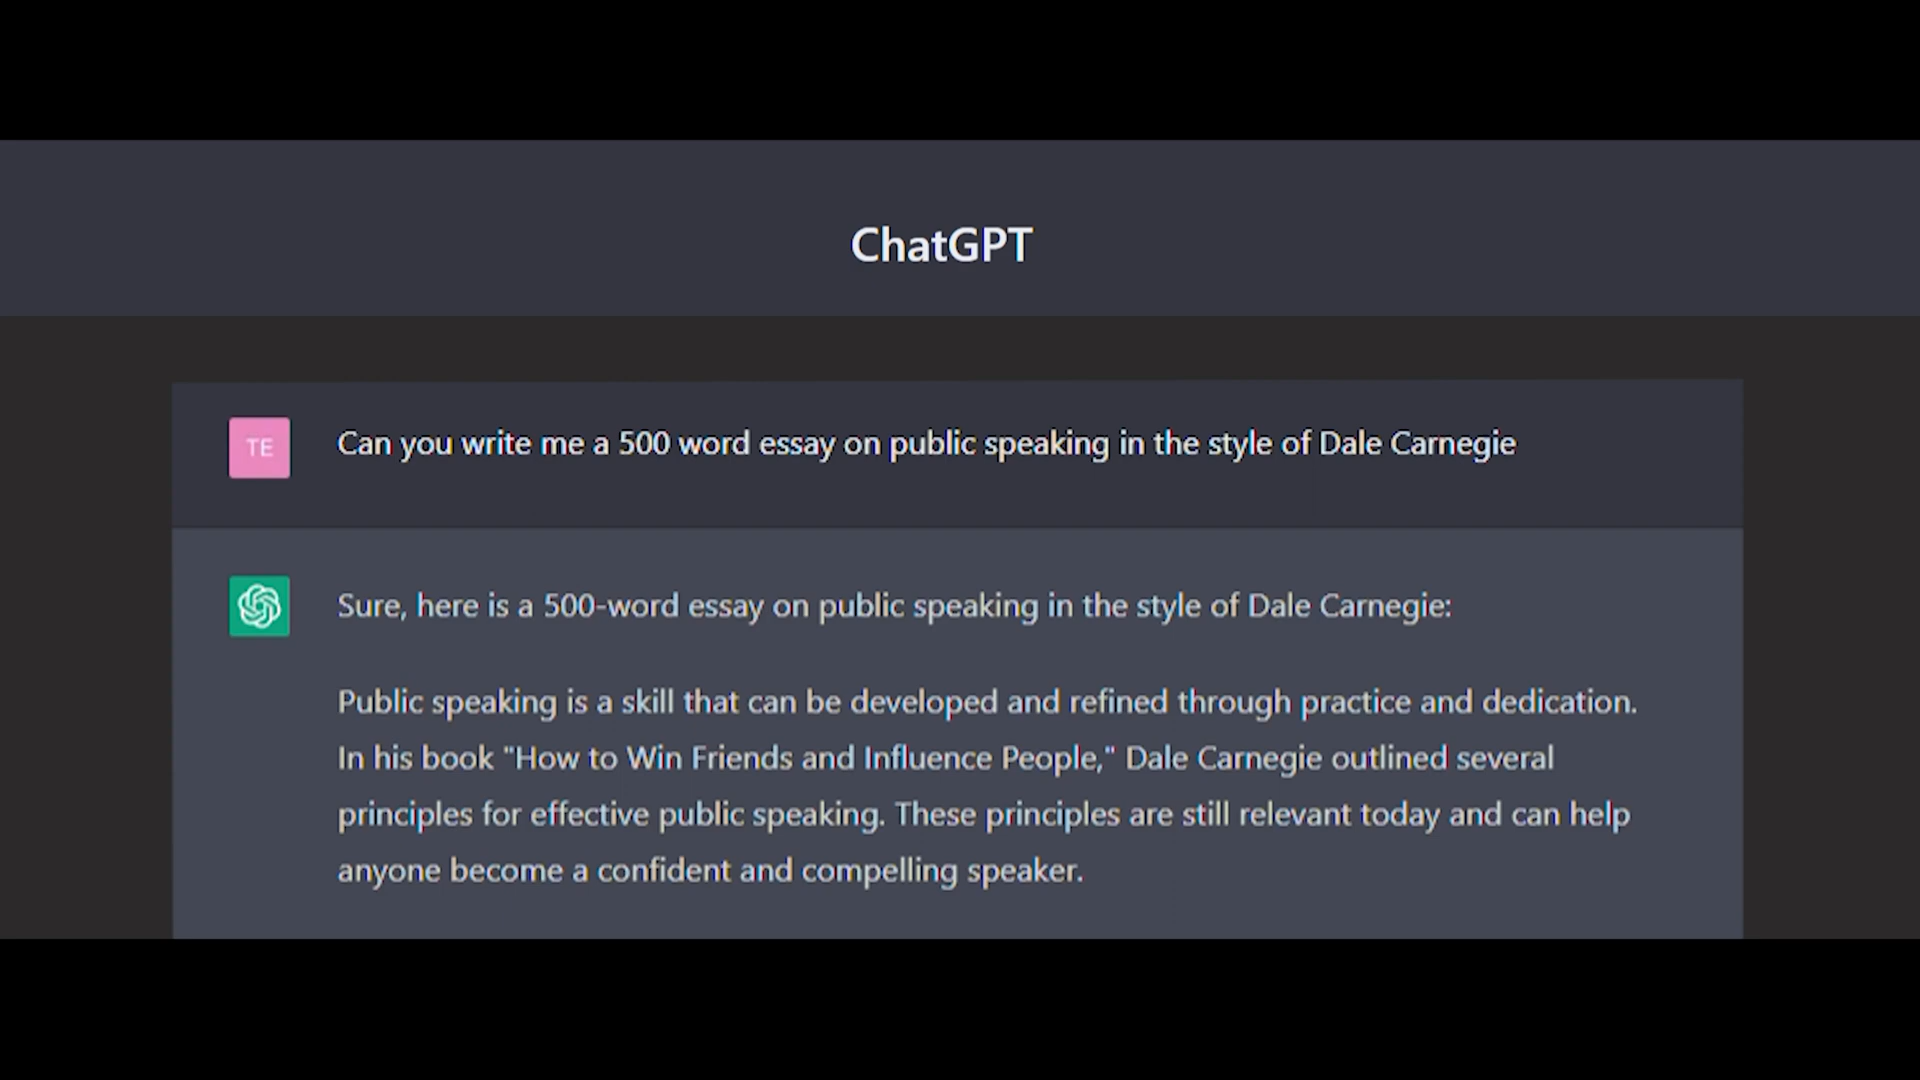 ChatGPT
TE
Can you write me a 500 word essay on public speaking in the style of Dale Carnegie
Sure, here is a 500-word essay on public speaking in the style of Dale Carnegie:
Public speaking is a skill that can be developed and refined through practice and dedication.
In his book "How to Win Friends and Influence People," Dale Carnegie outlined several
principles for effective public speaking. These principles are still relevant today and can help
anyone become a confident and compelling speaker.